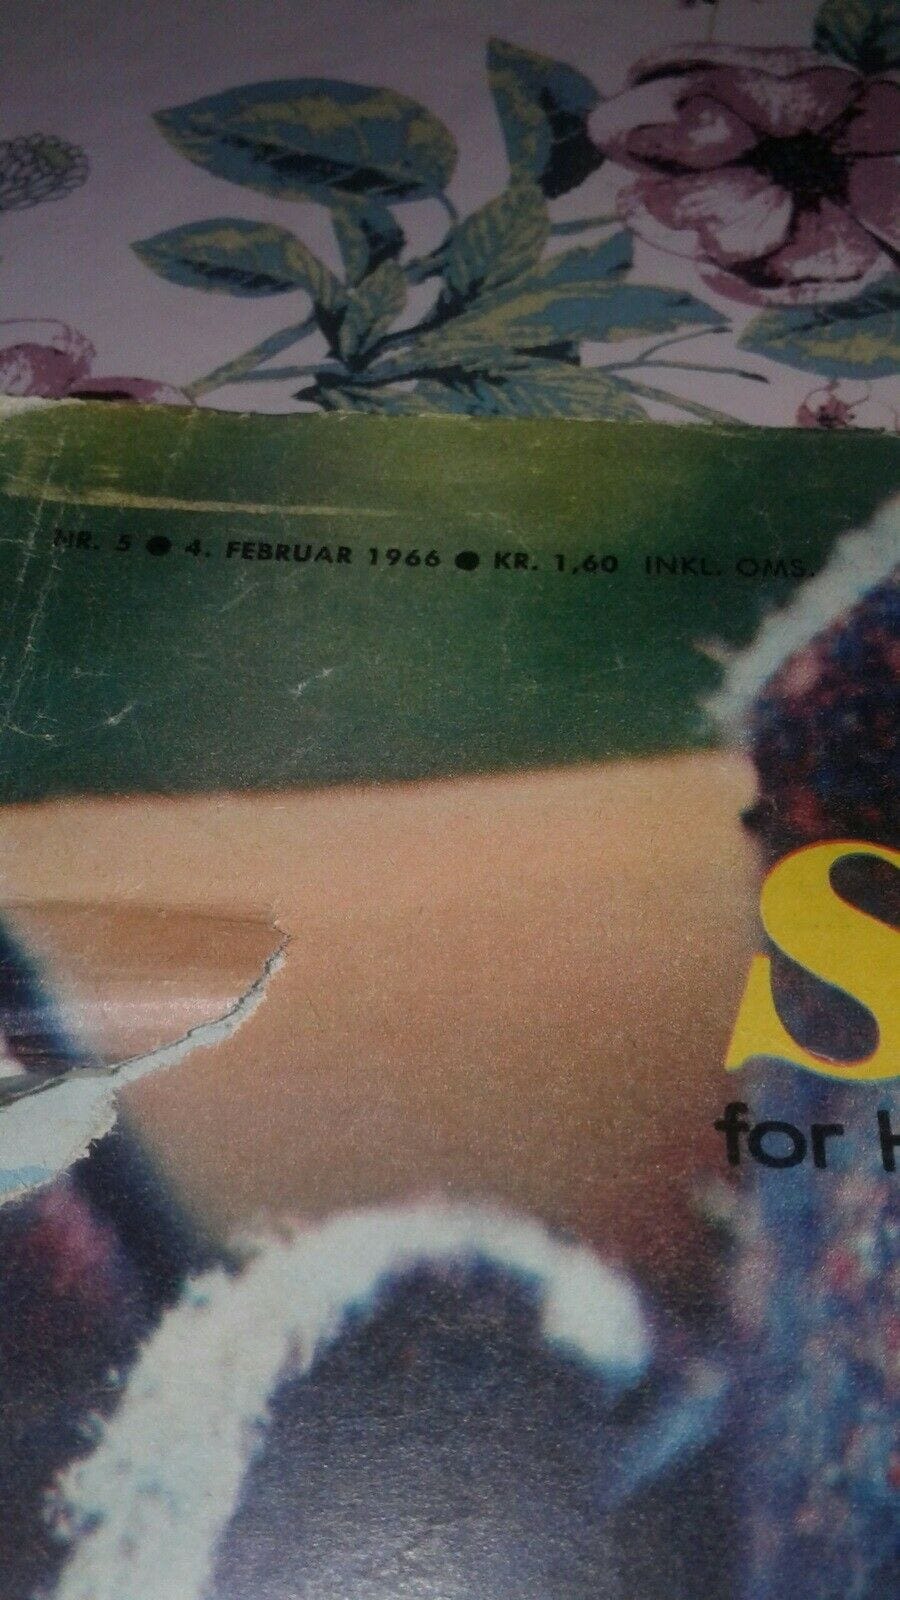 NR. 5 ● 4. FEBRUAR 1966 ● KR. 1,60 INKL. OMS.
S
for H